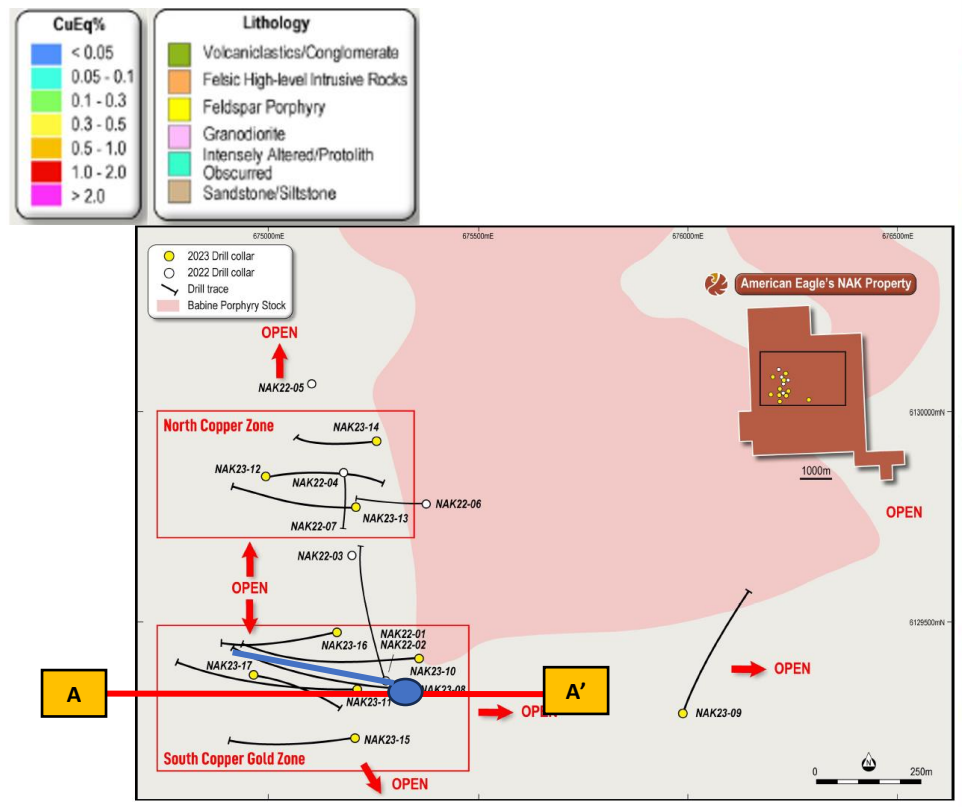 CuEq%
< 0.05
0.05 - 0.1
0.1 - 0.3
0.3 - 0.5
0.5 - 1.0
1.0 - 2.0
> 2.0
Lithology
Volcaniclastics/Conglomerate
Felsic High-level Intrusive Rocks
Feldspar Porphyry
Granodiorite
Intensely Altered/Protolith
Obscurred
Sandstone/Siltstone
675000mE
675500mE
676000mE
676500mE
2023 Drill collar
2022 Drill collar
Drill trace
Babine Porphyry Stock
American Eagle's NAK Property
1000m
OPEN
NAK22-05
6130000mN
North Copper Zone
NAK23-14
NAK23-12
NAK22-04
NAK22-06
NAK23-13
NAK22-07
OPEN
NAK22-03
OPEN
6129500mN
NAK22-01
NAK22-02
NAK23-16
NAK23-10
NAK23-17
NAK23-08
NAK23-11
A
A'
OPEN
OPEN
NAK23-09
NAK23-15
South Copper Gold Zone
OPEN
N
0
250m